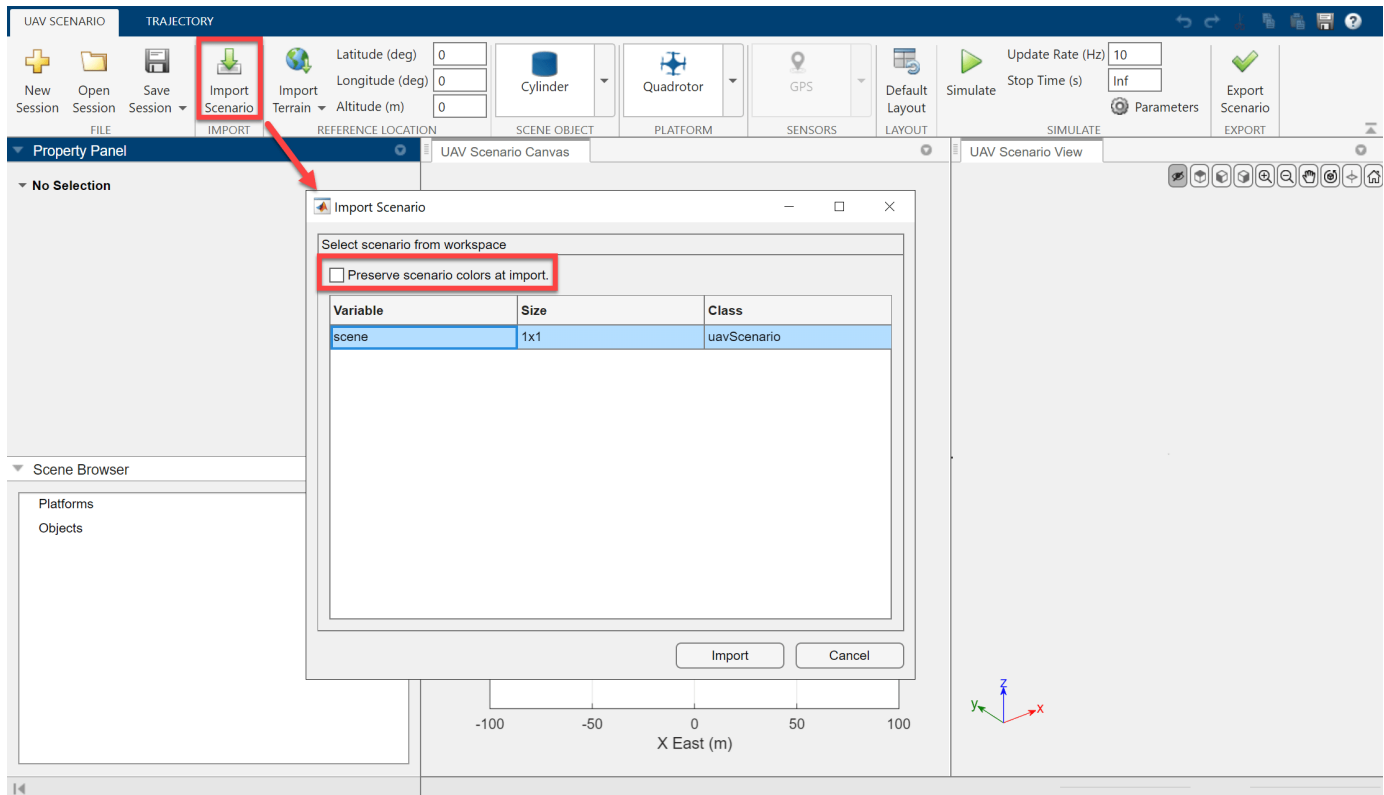 UAV SCENARIO TRAJECTORY
New Session
Open Session
Save Session
FILE
Import Scenario
IMPORT
Import Terrain
Latitude (deg) 0
Longitude (deg) 0
Altitude (m) 0
REFERENCE LOCATION
Cylinder
SCENE OBJECT
Quadrotor
PLATFORM
GPS
SENSORS
Default Layout
LAYOUT
Simulate
Update Rate (Hz) 10
Stop Time (s) Inf
Parameters
SIMULATE
Export Scenario
EXPORT
Property Panel
UAV Scenario Canvas
UAV Scenario View
No Selection
Import Scenario
Select scenario from workspace
Preserve scenario colors at import.
Variable Size Class
scene 1x1 uavScenario
Import Cancel
Scene Browser
Platforms
Objects
-100 -50 0 50 100
X East (m)
Z
y
X